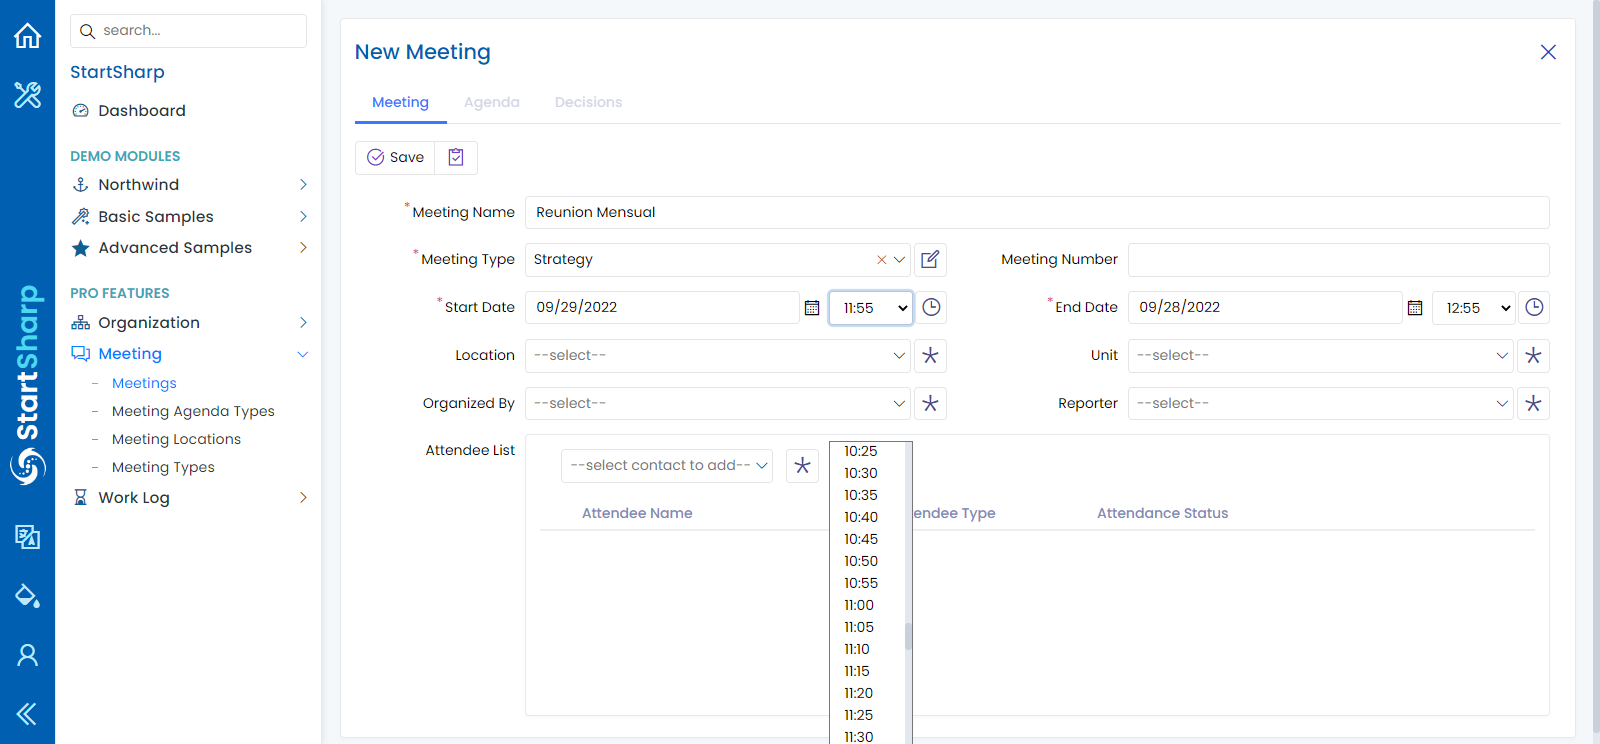 search...
StartSharp
Dashboard
DEMO MODULES
Northwind
Basic Samples
Advanced Samples
PRO FEATURES
Organization
Meeting
Meetings
Meeting Agenda Types
Meeting Locations
Meeting Types
Work Log
StartSharp
New Meeting
Meeting Agenda Decisions
Save
*Meeting Name Reunion Mensual
*Meeting Type Strategy Meeting Number
*Start Date 09/29/2022 11:55 *End Date 09/28/2022 12:55
Location --select-- Unit --select--
Organized By --select-- Reporter --select--
Attendee List
--select contact to add--
Attendee Name endee Type Attendance Status
10:25
10:30
10:35
10:40
10:45
10:50
10:55
11:00
11:05
11:10
11:15
11:20
11:25
11:30